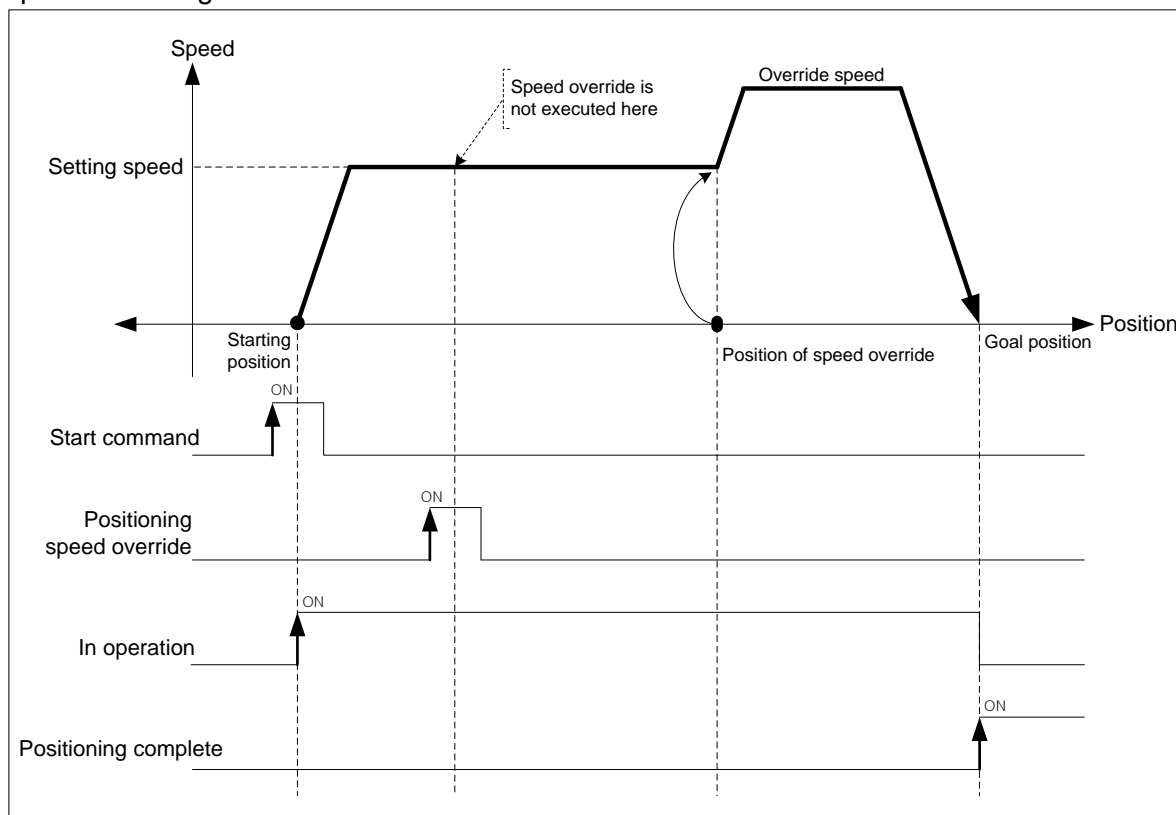 Speed
Speed override is
not executed here
Override speed
Setting speed
Starting
position
Position of speed override
Goal position
Position
ON
Start command
ON
Positioning
speed override
ON
In operation
ON
Positioning complete